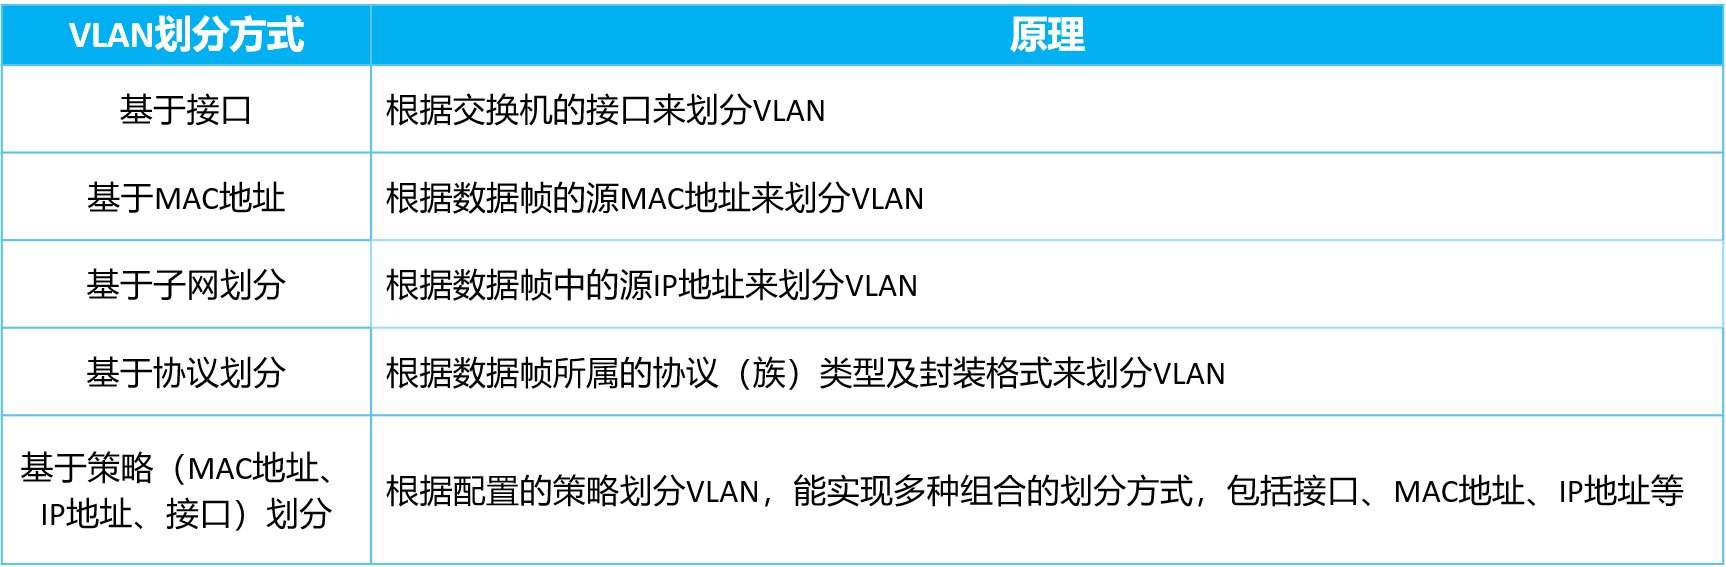 VLAN划分方式
原理
基于接口
根据交换机的接口来划分VLAN
基于MAC地址
根据数据帧的源MAC地址来划分VLAN
基于子网划分
根据数据帧中的源IP地址来划分VLAN
基于协议划分
根据数据帧所属的协议（族）类型及封装格式来划分VLAN
基于策略（MAC地址、
IP地址、接口）划分
根据配置的策略划分VLAN，能实现多种组合的划分方式，包括接口、MAC地址、IP地址等